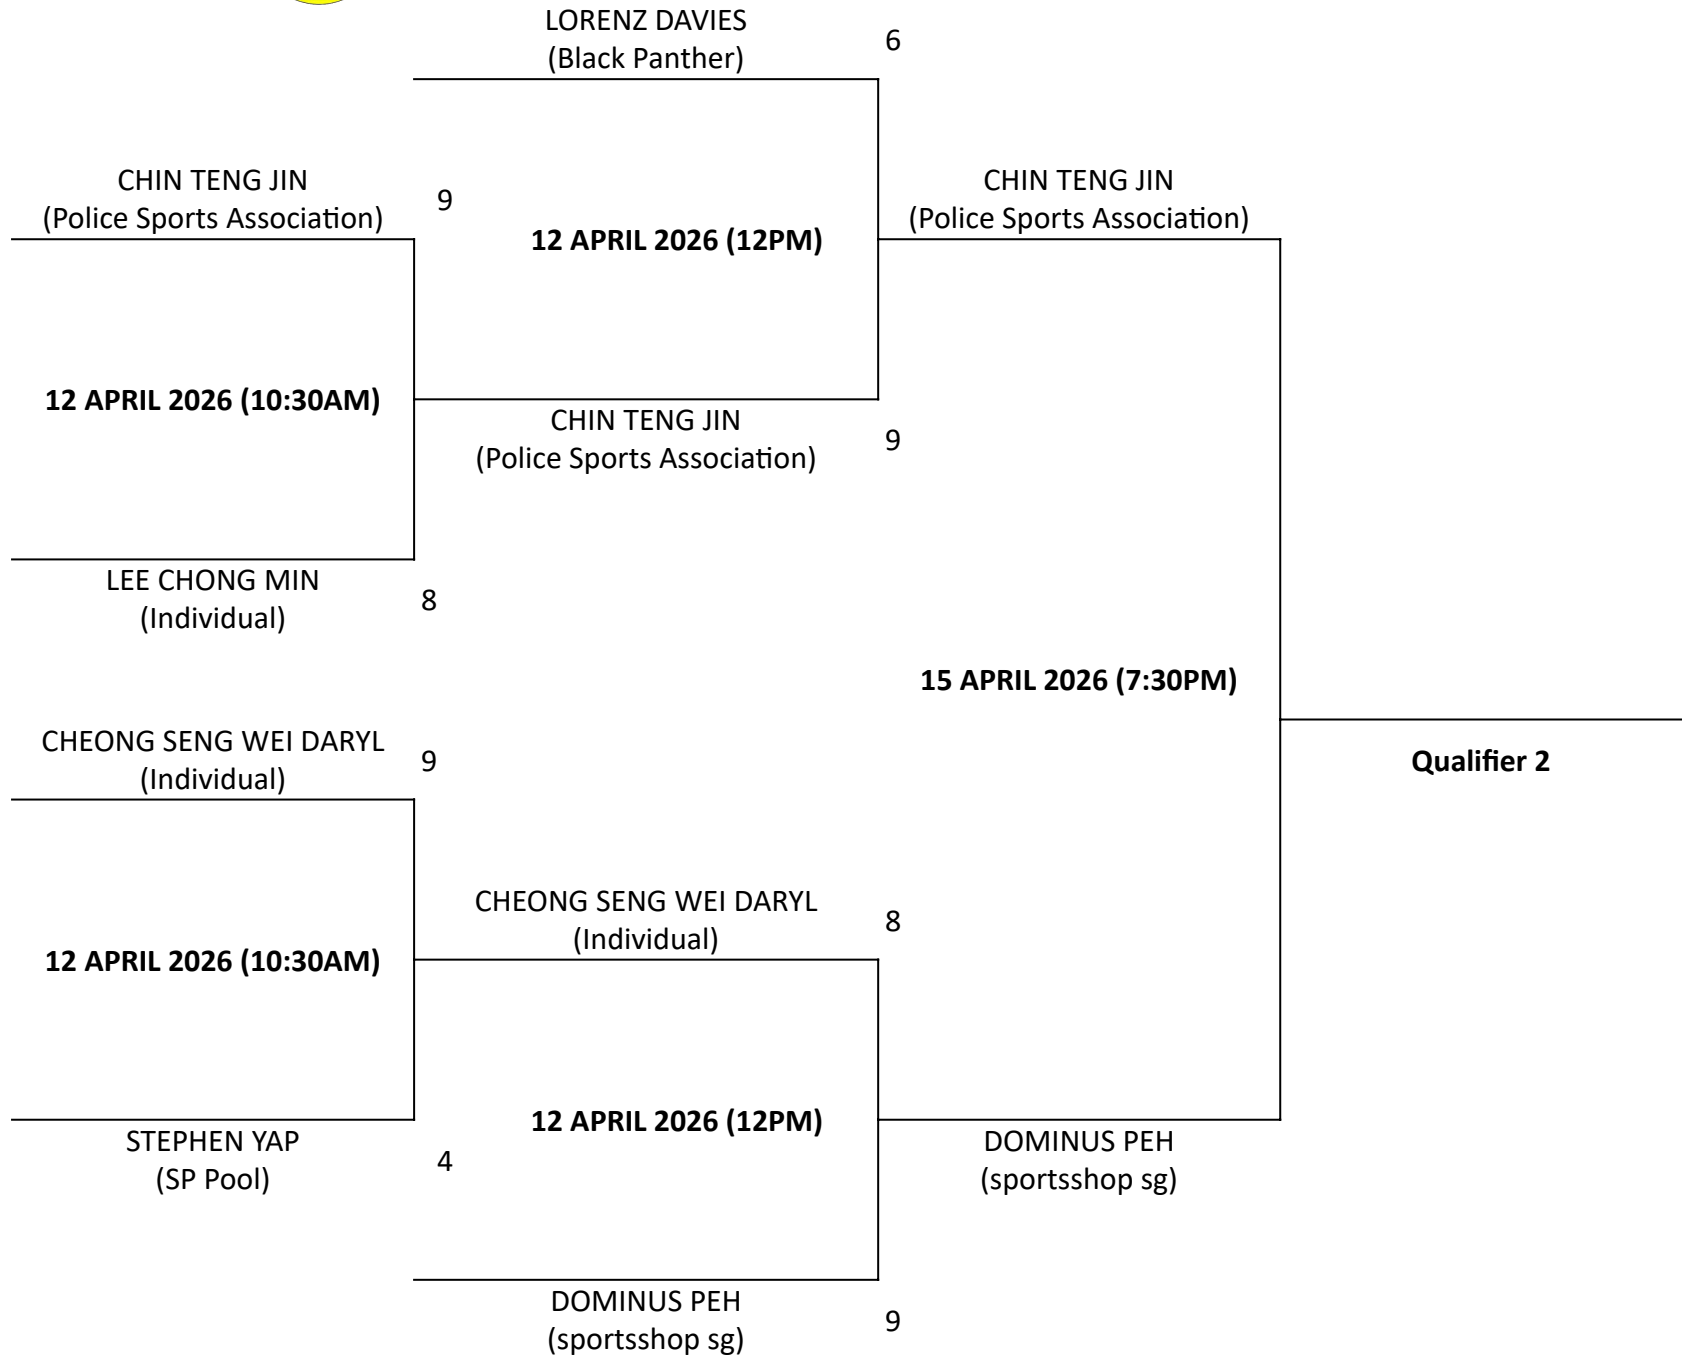 LORENZ DAVIES
(Black Panther)
6
CHIN TENG JIN
(Police Sports Association)
9
12 APRIL 2026 (12PM)
CHIN TENG JIN
(Police Sports Association)
12 APRIL 2026 (10:30AM)
CHIN TENG JIN
(Police Sports Association)
9
LEE CHONG MIN
(Individual)
8
15 APRIL 2026 (7:30PM)
CHEONG SENG WEI DARYL
(Individual)
9
Qualifier 2
CHEONG SENG WEI DARYL
(Individual)
8
12 APRIL 2026 (10:30AM)
12 APRIL 2026 (12PM)
STEPHEN YAP
(SP Pool)
4
DOMINUS PEH
(sportsshop sg)
DOMINUS PEH
(sportsshop sg)
9